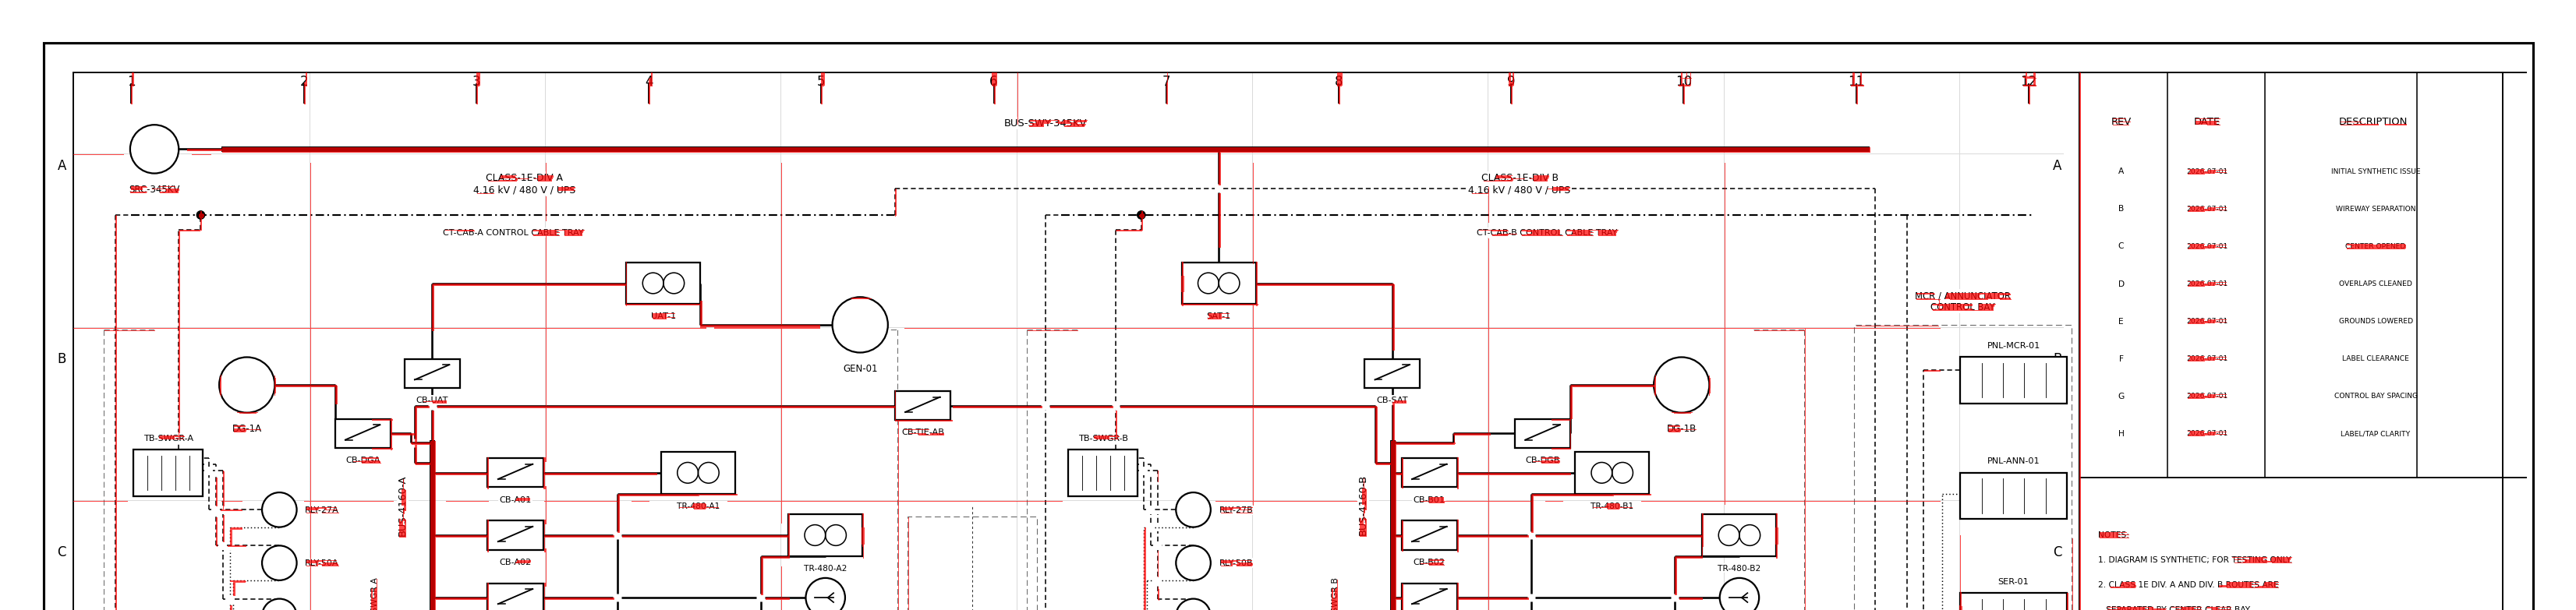 1 2 3 4 5 6 7 8 9 10 11 12
BUS-SWY-345KV
REV DATE DESCRIPTION
A A
A 2026-07-01 INITIAL SYNTHETIC ISSUE
SRC-345KV
CLASS-1E-DIV A
4.16 kV / 480 V / UPS
CLASS-1E-DIV B
4.16 kV / 480 V / UPS
B 2026-07-01 WIREWAY SEPARATION
CT-CAB-A CONTROL CABLE TRAY
CT-CAB-B CONTROL CABLE TRAY
C 2026-07-01 CENTER OPENED
D 2026-07-01 OVERLAPS CLEANED
MCR / ANNUNCIATOR
CONTROL BAY
UAT-1
SAT-1
E 2026-07-01 GROUNDS LOWERED
PNL-MCR-01
B
F 2026-07-01 LABEL CLEARANCE
GEN-01
CB-UAT
CB-SAT
G 2026-07-01 CONTROL BAY SPACING
DG-1A
CB-TIE-AB
DG-1B
H 2026-07-01 LABEL/TAP CLARITY
TB-SWGR-A
TB-SWGR-B
CB-DGA
CB-DGB
PNL-ANN-01
BUS-4160-A
BUS-4160-B
CB-A01
TR-480-A1
CB-B01
TR-480-B1
RLY-27A
RLY-27B
NOTES:
C C
1. DIAGRAM IS SYNTHETIC; FOR TESTING ONLY.
RLY-50A
CB-A02
TR-480-A2
RLY-50B
CB-B02
TR-480-B2
SER-01
2. CLASS 1E DIV. A AND DIV. B ROUTES ARE
SEPARATED BY CENTER CLEAR BAY.
SWGR A
SWGR B